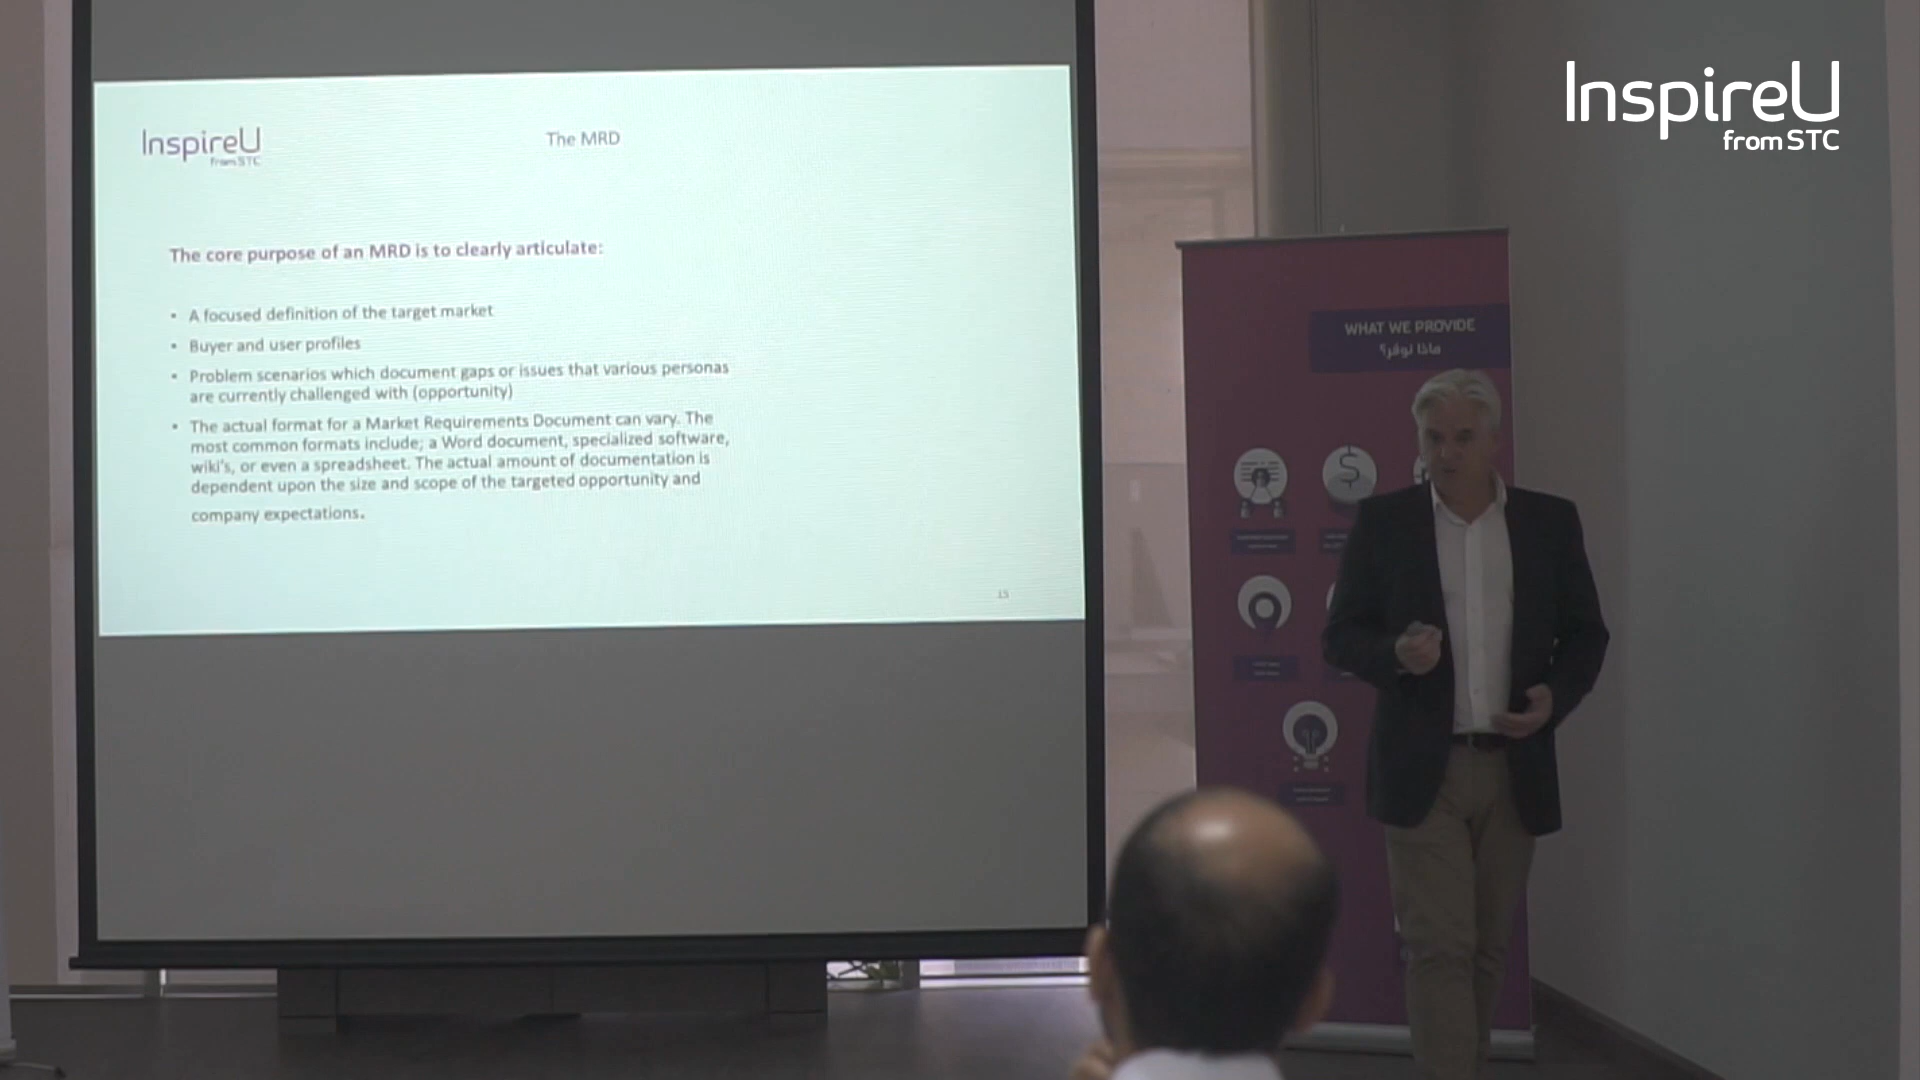 InspireU
from STC
The MRD
The core purpose of an MRD is to clearly articulate:
• A focused definition of the target market
• Buyer and user profiles
• Problem scenarios which document gaps or issues that various personas
are currently challenged with (opportunity)
• The actual format for a Market Requirements Document can vary. The
most common formats include; a Word document, specialized software,
wiki's, or even a spreadsheet. The actual amount of documentation is
dependent upon the size and scope of the targeted opportunity and
company expectations.
15
InspireU
from STC
WHAT WE PROVIDE
ماذا نوفر؟